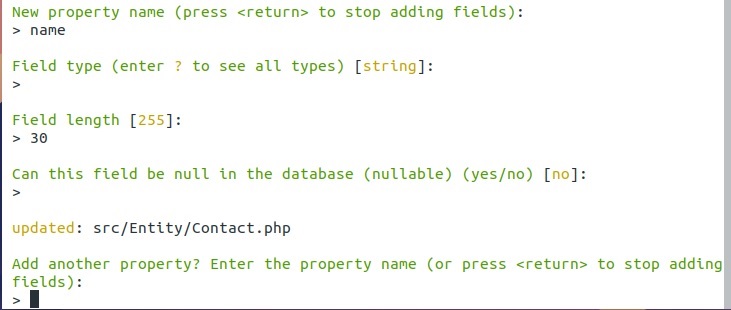 New property name (press <return> to stop adding fields):
> name
Field type (enter ? to see all types) [string]:
>
Field length [255]:
> 30
Can this field be null in the database (nullable) (yes/no) [no]:
>
updated: src/Entity/Contact.php
Add another property? Enter the property name (or press <return> to stop adding
fields):
>